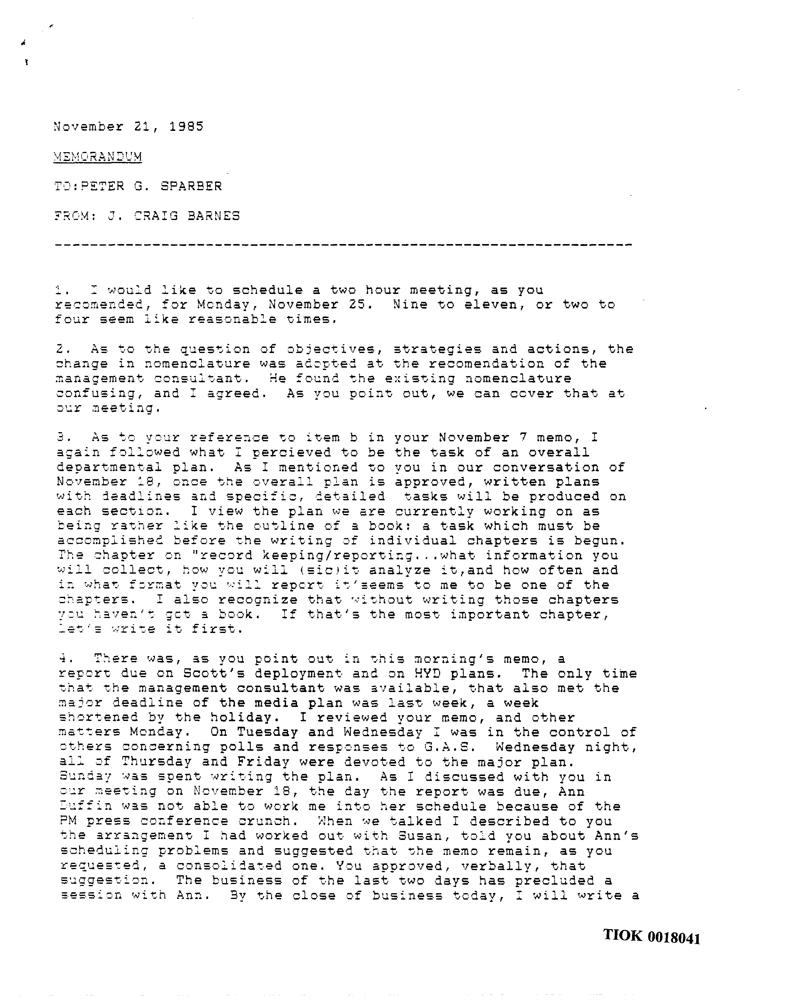 November 21, 1985
MEMORANDUM
TO:PETER G. SPARBER
FROM: J. CRAIG BARNES
-----------------------------------------------------------------
1.  I would like to schedule a two hour meeting, as you
recomended, for Monday, November 25.  Nine to eleven, or two to
four seem like reasonable times.
2.  As to the question of objectives, strategies and actions, the
change in nomenclature was adopted at the recomendation of the
management consultant.  He found the existing nomenclature
confusing, and I agreed.  As you point out, we can cover that at
our meeting.
3.  As to your reference to item b in your November 7 memo, I
again followed what I percieved to be the task of an overall
departmental plan.  As I mentioned to you in our conversation of
November 18, once the overall plan is approved, written plans
with deadlines and specific, detailed  tasks will be produced on
each section.  I view the plan we are currently working on as
being rather like the outline of a book: a task which must be
accomplished before the writing of individual chapters is begun.
The chapter on "record keeping/reporting...what information you
will collect, how you will (sic)it analyze it,and how often and
in what format you will report it'seems to me to be one of the
chapters.  I also recognize that without writing those chapters
you haven't got a book.  If that's the most important chapter,
let's write it first.
4.  There was, as you point out in this morning's memo, a
report due on Scott's deployment and on HYD plans.  The only time
that the management consultant was available, that also met the
major deadline of the media plan was last week, a week
shortened by the holiday.  I reviewed your memo, and other
matters Monday.  On Tuesday and Wednesday I was in the control of
others concerning polls and responses to G.A.S.  Wednesday night,
all of Thursday and Friday were devoted to the major plan.
Sunday was spent writing the plan.  As I discussed with you in
our meeting on November 18, the day the report was due, Ann
Duffin was not able to work me into her schedule because of the
PM press conference crunch.  When we talked I described to you
the arrangement I had worked out with Susan, told you about Ann's
scheduling problems and suggested that the memo remain, as you
requested, a consolidated one. You approved, verbally, that
suggestion.  The business of the last two days has precluded a
session with Ann.  By the close of business today, I will write a
TIOK 0018041